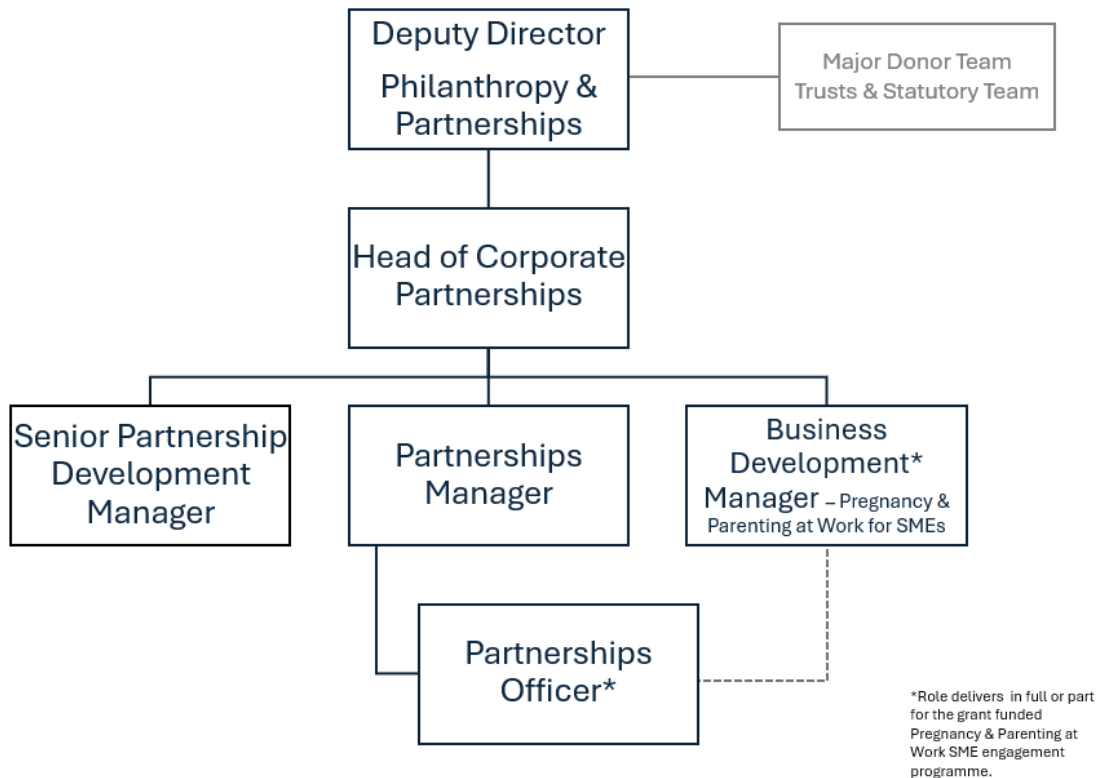 Deputy Director
Philanthropy &
Partnerships
Major Donor Team
Trusts & Statutory Team
Head of Corporate
Partnerships
Senior Partnership
Development
Manager
Partnerships
Manager
Business
Development*
Manager – Pregnancy &
Parenting at Work for SMEs
Partnerships
Officer*
*Role delivers in full or part
for the grant funded
Pregnancy & Parenting at
Work SME engagement
programme.